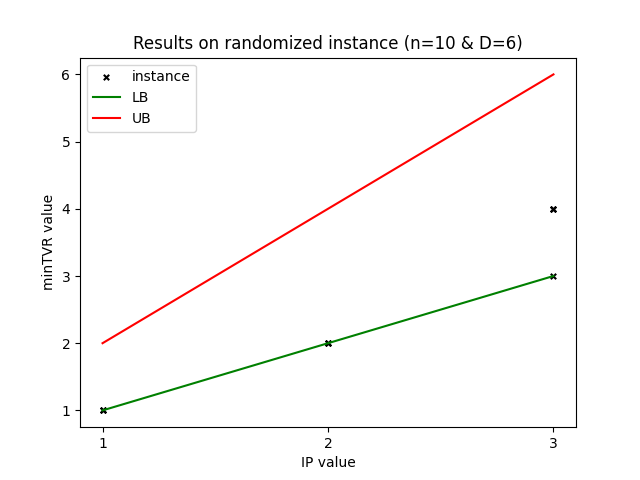 Results on randomized instance (n=10 & D=6)
instance
LB
UB
6
5
4
3
2
1
minTVR value
1 2 3
IP value